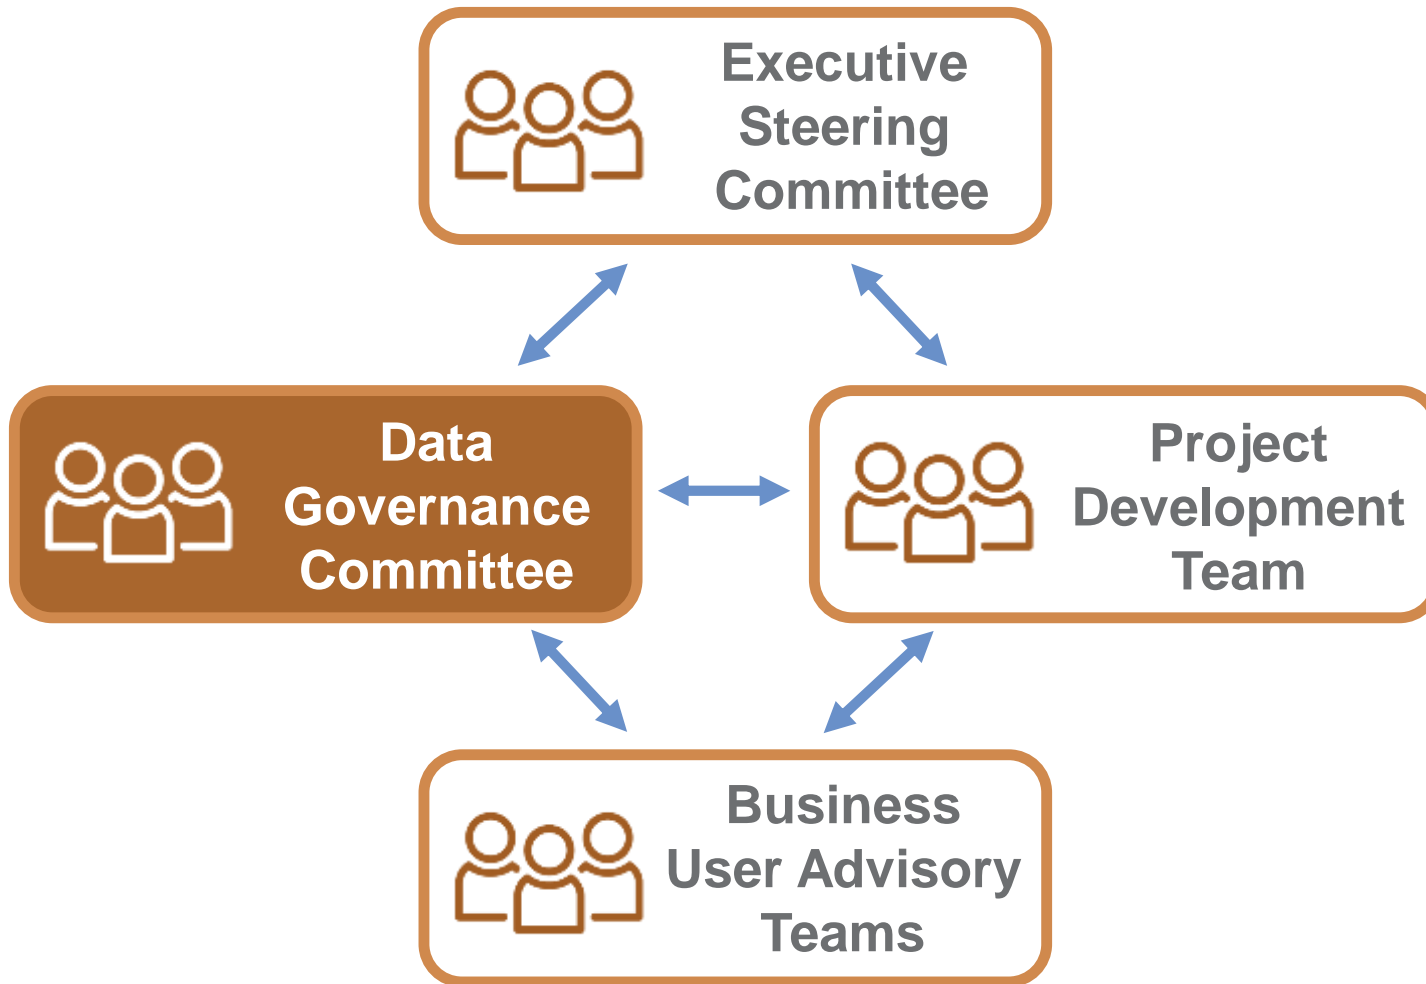 Executive
Steering
Committee
Data
Governance
Committee
Project
Development
Team
Business
User Advisory
Teams